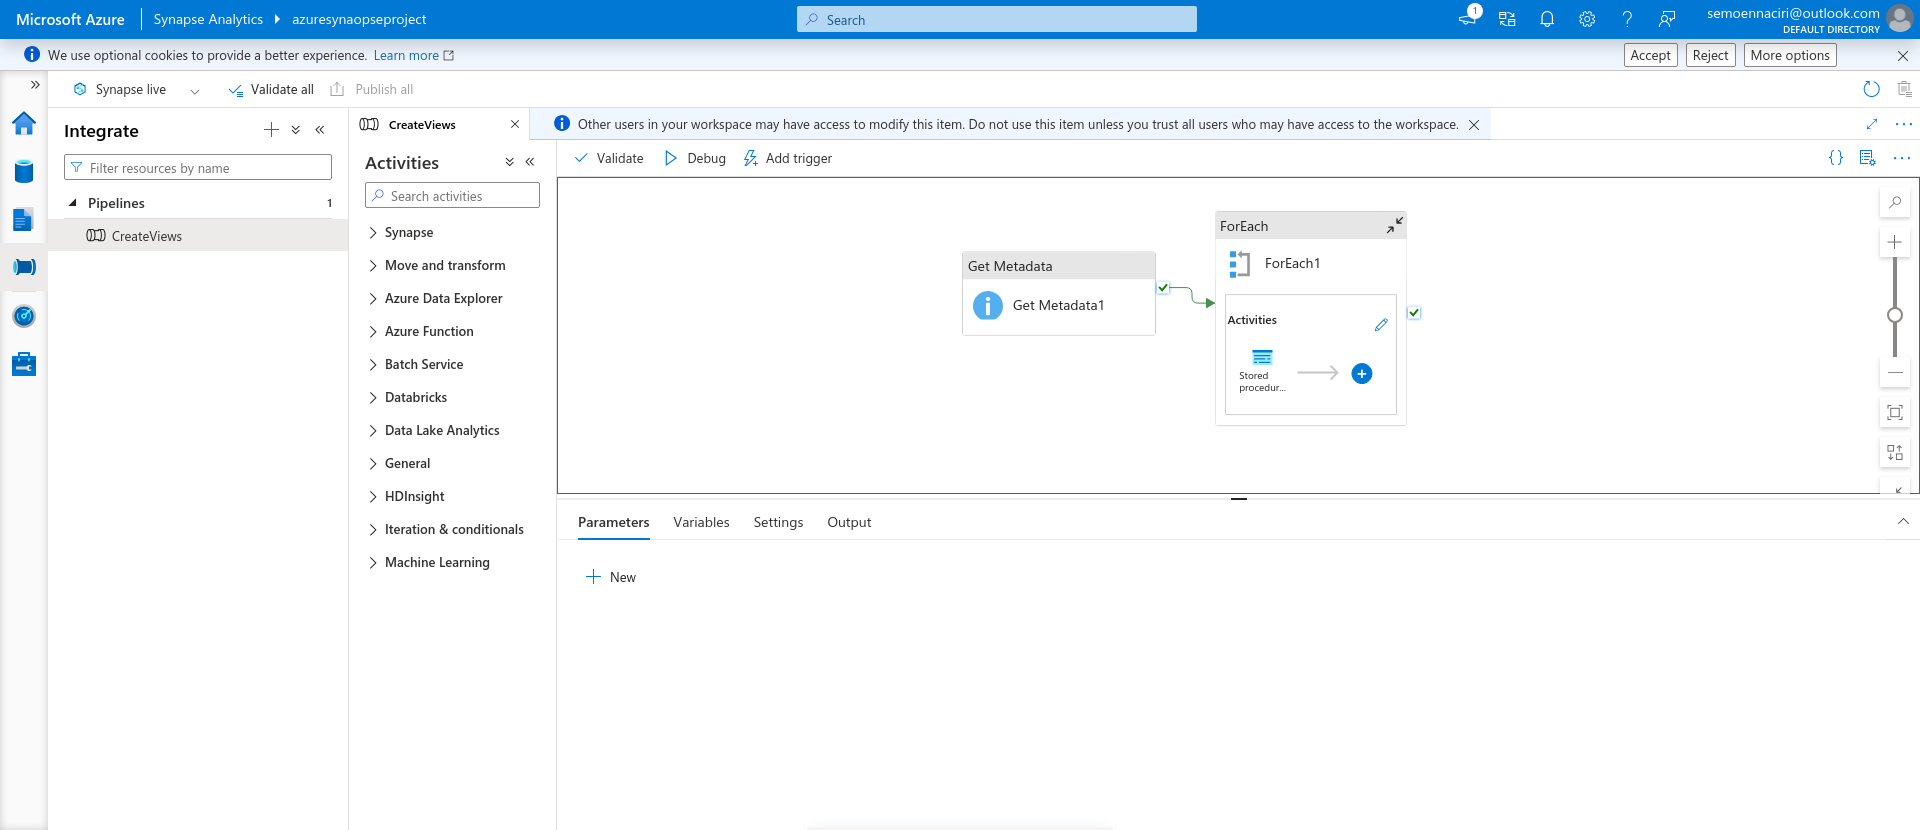 Microsoft Azure
Synapse Analytics
azuresynaopseproject
Search
1
semoennaciri@outlook.com
DEFAULT DIRECTORY
We use optional cookies to provide a better experience. Learn more
Accept
Reject
More options
Synapse live
Validate all
Publish all
Integrate
Filter resources by name
Pipelines
1
CreateViews
CreateViews
Other users in your workspace may have access to modify this item. Do not use this item unless you trust all users who may have access to the workspace.
Activities
Search activities
Synapse
Move and transform
Azure Data Explorer
Azure Function
Batch Service
Databricks
Data Lake Analytics
General
HDInsight
Iteration & conditionals
Machine Learning
Validate
Debug
Add trigger
Get Metadata
Get Metadata1
ForEach
ForEach1
Activities
Stored
procedur...
Parameters
Variables
Settings
Output
New